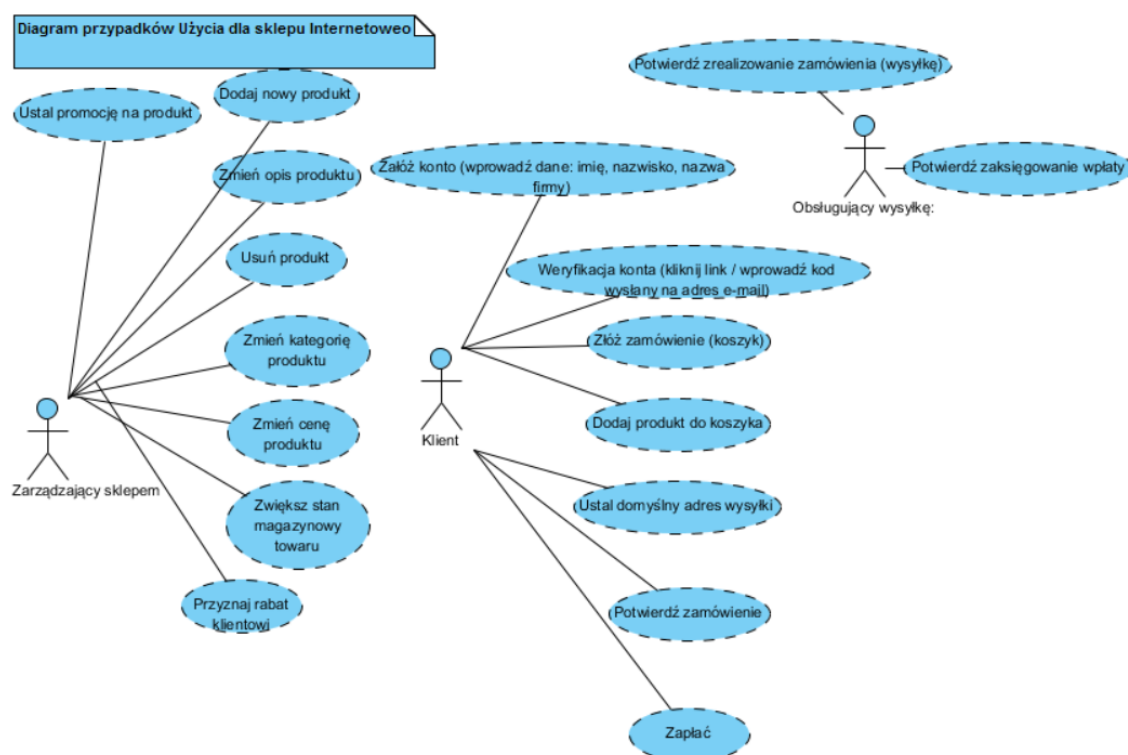 Diagram przypadków Użycia dla sklepu Internetoweo
Ustal promocję na produkt
Dodaj nowy produkt
Zmień opis produktu
Usuń produkt
Zmień kategorię
produktu
Zmień cenę
produktu
Zwiększ stan
magazynowy
towaru
Przyznaj rabat
klientowi
Zarządzający sklepem
Załóż konto (wprowadź dane: imię, nazwisko, nazwa
firmy)
Weryfikacja konta (kliknij link / wprowadź kod
wysłany na adres e-mail)
Złóż zamówienie (koszyk)
Dodaj produkt do koszyka
Klient
Ustal domyślny adres wysyłki
Potwierdź zamówienie
Zapłać
Potwierdź zrealizowanie zamówienia (wysyłkę)
Potwierdź zaksięgowanie wpłaty
Obsługujący wysyłkę: